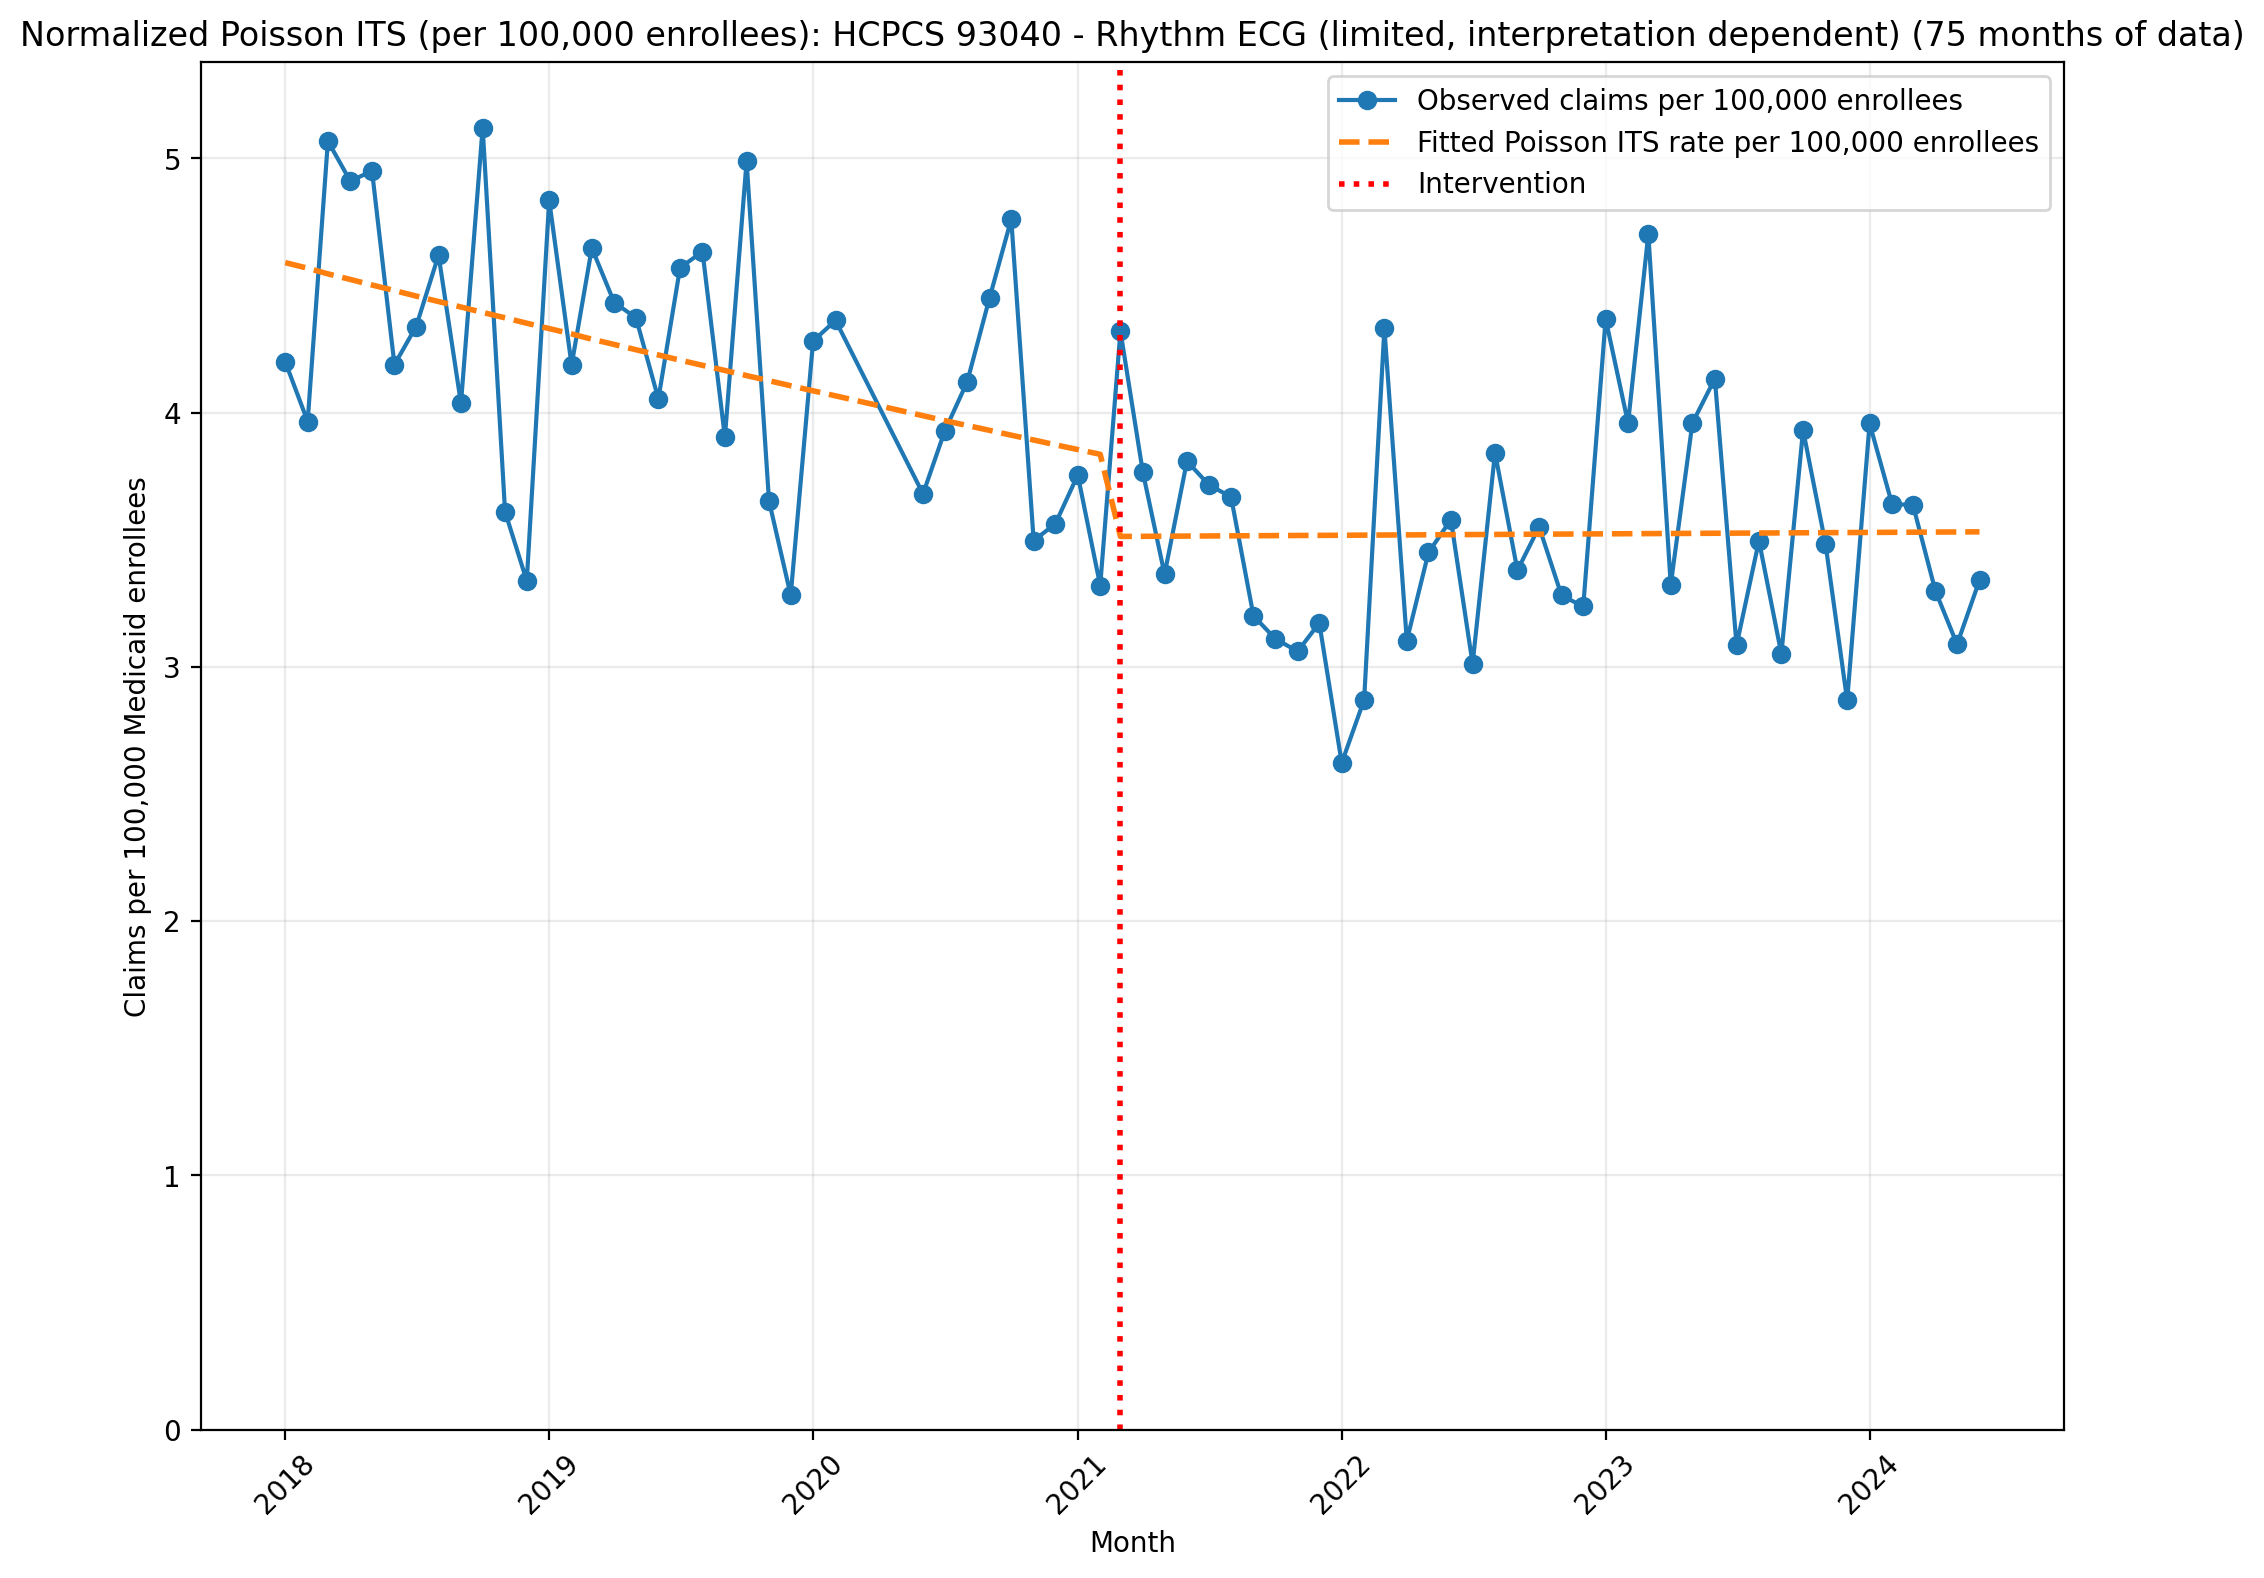 Normalized Poisson ITS (per 100,000 enrollees): HCPCS 93040 - Rhythm ECG (limited, interpretation dependent) (75 months of data)
Observed claims per 100,000 enrollees
Fitted Poisson ITS rate per 100,000 enrollees
Intervention
Claims per 100,000 Medicaid enrollees
5
4
3
2
1
0
2018
2019
2020
2021
2022
2023
2024
Month